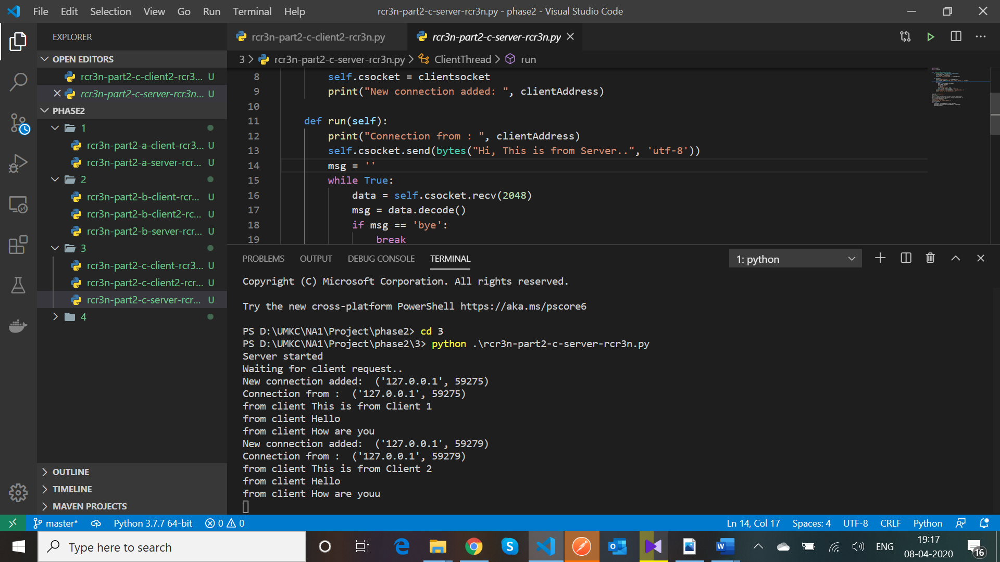 File Edit Selection View Go Run Terminal Help
rcr3n-part2-c-server-rcr3n.py - phase2 - Visual Studio Code
EXPLORER
OPEN EDITORS
rcr3n-part2-c-client2-rcr3... U
rcr3n-part2-c-server-rcr3n... U
PHASE2
1
rcr3n-part2-a-client-rcr3... U
rcr3n-part2-a-server-rcr... U
2
rcr3n-part2-b-client-rcr... U
rcr3n-part2-b-client2-rc... U
rcr3n-part2-b-server-rcr... U
3
rcr3n-part2-c-client-rcr3... U
rcr3n-part2-c-client2-rcr... U
rcr3n-part2-c-server-rcr... U
4
OUTLINE
TIMELINE
MAVEN PROJECTS
rcr3n-part2-c-client2-rcr3n.py
rcr3n-part2-c-server-rcr3n.py
3 > rcr3n-part2-c-server-rcr3n.py > ClientThread > run
8 self.csocket = clientsocket
9 print("New connection added: ", clientAddress)
10
11 def run(self):
12 print("Connection from : ", clientAddress)
13 self.csocket.send(bytes("Hi, This is from Server..", 'utf-8'))
14 msg = ''
15 while True:
16 data = self.csocket.recv(2048)
17 msg = data.decode()
18 if msg == 'bye':
19 break
PROBLEMS OUTPUT DEBUG CONSOLE TERMINAL
1: python
Copyright (C) Microsoft Corporation. All rights reserved.
Try the new cross-platform PowerShell https://aka.ms/pscore6
PS D:\UMKC\NA1\Project\phase2> cd 3
PS D:\UMKC\NA1\Project\phase2\3> python .\rcr3n-part2-c-server-rcr3n.py
Server started
Waiting for client request..
New connection added:  ('127.0.0.1', 59275)
Connection from :  ('127.0.0.1', 59275)
from client This is from Client 1
from client Hello
from client How are you
New connection added:  ('127.0.0.1', 59279)
Connection from :  ('127.0.0.1', 59279)
from client This is from Client 2
from client Hello
from client How are youu
master* Python 3.7.7 64-bit 0 0
Ln 14, Col 17 Spaces: 4 UTF-8 CRLF Python
Type here to search
ENG
19:17
08-04-2020
16